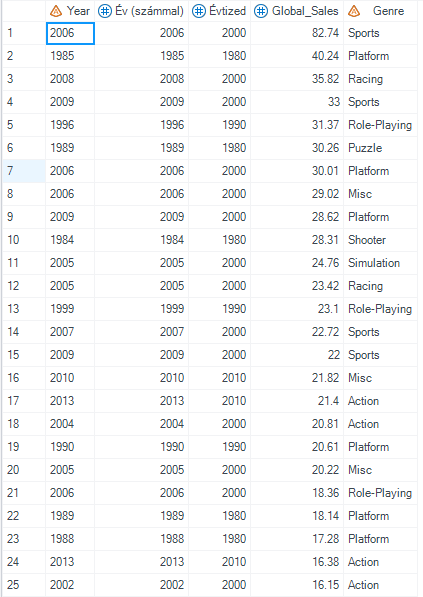 Year Év (számmal) Évtized Global_Sales Genre
1 2006 2006 2000 82.74 Sports
2 1985 1985 1980 40.24 Platform
3 2008 2008 2000 35.82 Racing
4 2009 2009 2000 33 Sports
5 1996 1996 1990 31.37 Role-Playing
6 1989 1989 1980 30.26 Puzzle
7 2006 2006 2000 30.01 Platform
8 2006 2006 2000 29.02 Misc
9 2009 2009 2000 28.62 Platform
10 1984 1984 1980 28.31 Shooter
11 2005 2005 2000 24.76 Simulation
12 2005 2005 2000 23.42 Racing
13 1999 1999 1990 23.1 Role-Playing
14 2007 2007 2000 22.72 Sports
15 2009 2009 2000 22 Sports
16 2010 2010 2010 21.82 Misc
17 2013 2013 2010 21.4 Action
18 2004 2004 2000 20.81 Action
19 1990 1990 1990 20.61 Platform
20 2005 2005 2000 20.22 Misc
21 2006 2006 2000 18.36 Role-Playing
22 1989 1989 1980 18.14 Platform
23 1988 1988 1980 17.28 Platform
24 2013 2013 2010 16.38 Action
25 2002 2002 2000 16.15 Action